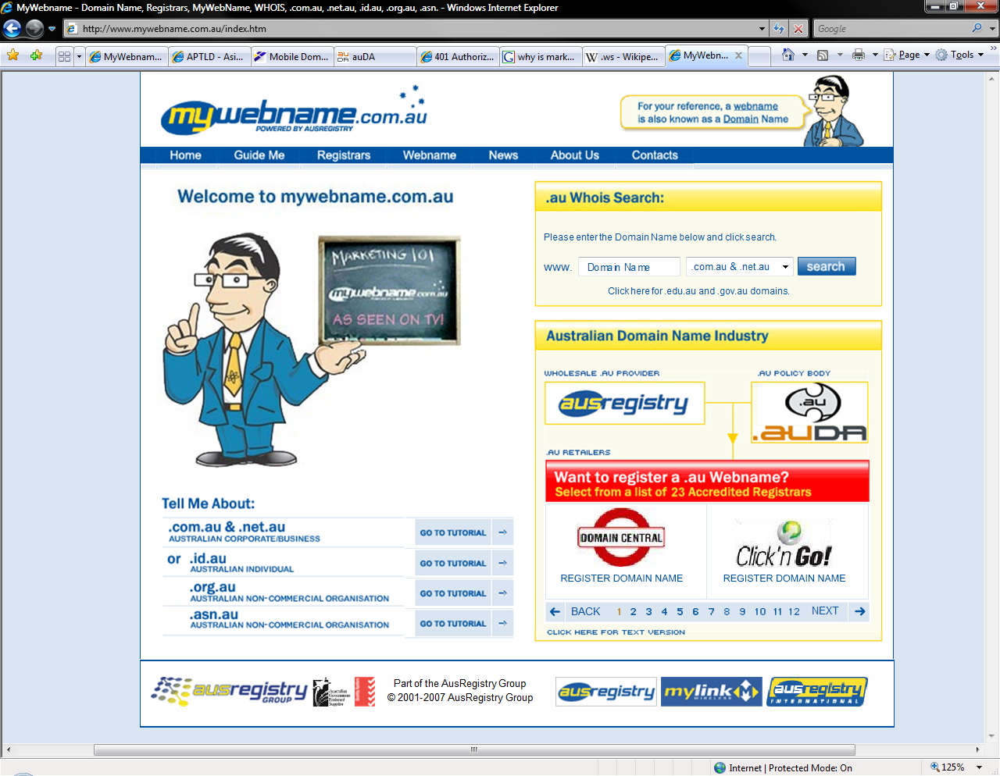 MyWebname - Domain Name, Registrars, MyWebName, WHOIS, .com.au, .net.au, .id.au, .org.au, .asn. - Windows Internet Explorer
http://www.mywebname.com.au/index.htm
Google
MyWebnam...
APTLD - Asi...
Mobile Dom...
auDA
401 Authoriz...
why is mark...
.ws - Wikipe...
MyWebn...
Page
Tools
mywebname.com.au
POWERED BY AUSREGISTRY
For your reference, a webname
is also known as a Domain Name
Home Guide Me Registrars Webname News About Us Contacts
Welcome to mywebname.com.au
MARKETING 101
mywebname.com.au
AS SEEN ON TV!
.au Whois Search:
Please enter the Domain Name below and click search.
www. Domain Name .com.au & .net.au search
Click here for .edu.au and .gov.au domains.
Australian Domain Name Industry
WHOLESALE .AU PROVIDER
.AU POLICY BODY
ausregistry
.au
.auDA
.AU RETAILERS
Want to register a .au Webname?
Select from a list of 23 Accredited Registrars
DOMAIN CENTRAL
REGISTER DOMAIN NAME
Click'n Go!
REGISTER DOMAIN NAME
BACK 1 2 3 4 5 6 7 8 9 10 11 12 NEXT
CLICK HERE FOR TEXT VERSION
Tell Me About:
.com.au & .net.au
AUSTRALIAN CORPORATE/BUSINESS
GO TO TUTORIAL
or .id.au
AUSTRALIAN INDIVIDUAL
GO TO TUTORIAL
.org.au
AUSTRALIAN NON-COMMERCIAL ORGANISATION
GO TO TUTORIAL
.asn.au
AUSTRALIAN NON-COMMERCIAL ORGANISATION
GO TO TUTORIAL
ausregistry
GROUP
Australian
Government
Endorsed
Supplier
Part of the AusRegistry Group
© 2001-2007 AusRegistry Group
ausregistry
mylink
WIRELESS
ausregistry
INTERNATIONAL
Internet | Protected Mode: On
125%